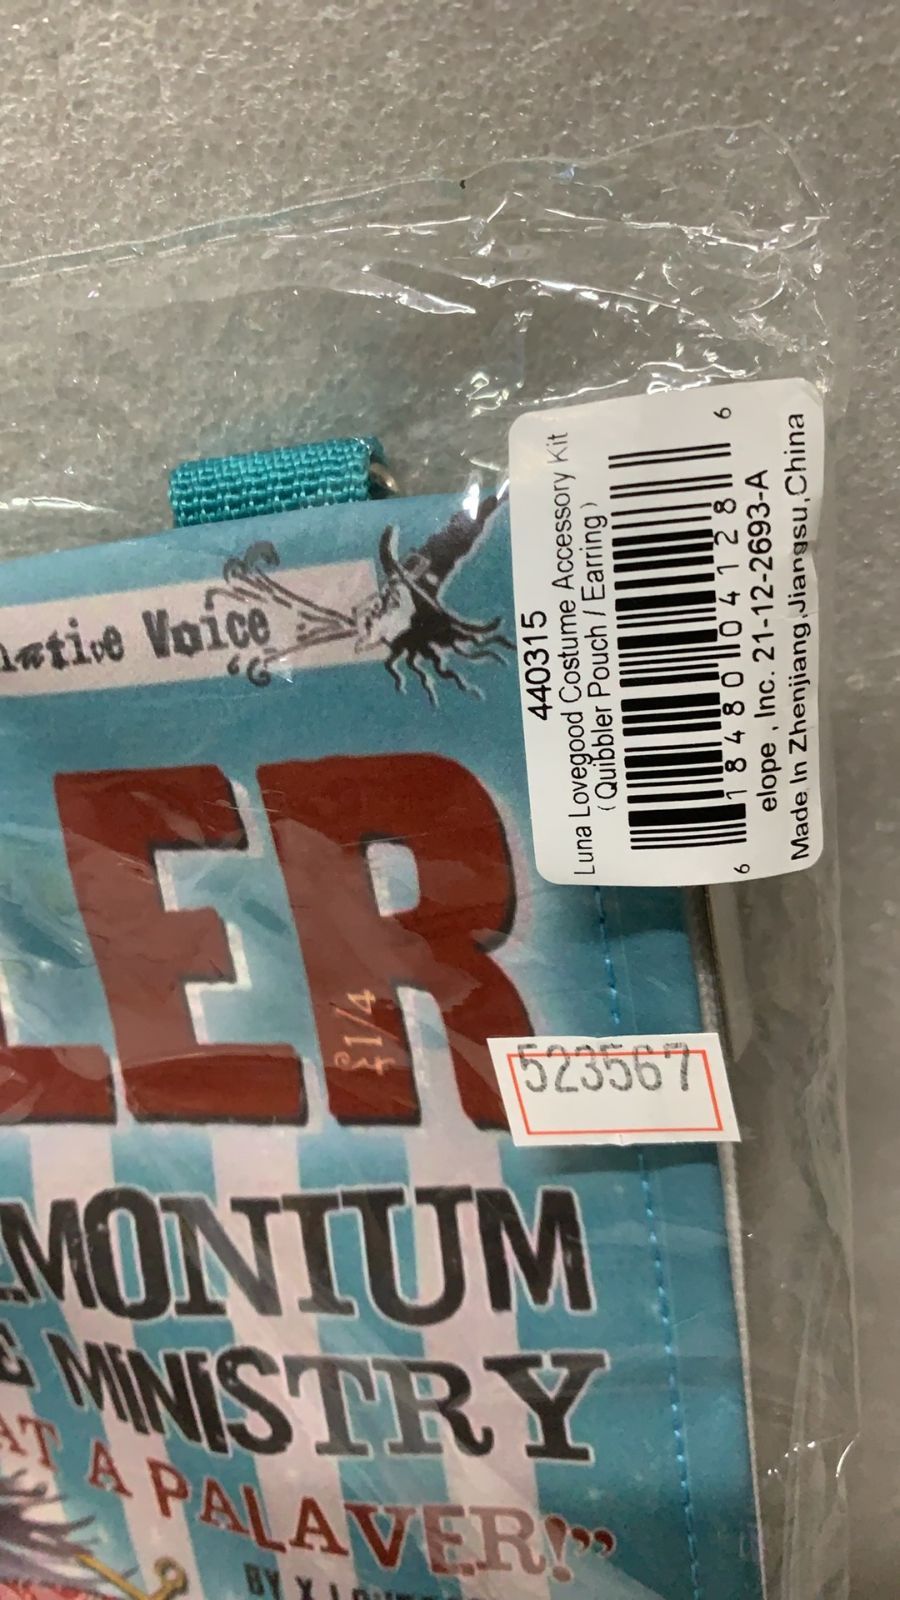 440315
Luna Lovegood Costume Accessory Kit
( Quibbler Pouch / Earring )
6 18480 04128 6
elope , Inc. 21-12-2693-A
Made In Zhenjiang,Jiangsu,China
Voice
LER
1/4
523567
MONIUM
E MINISTRY
AT A PALAVER!”
BY X